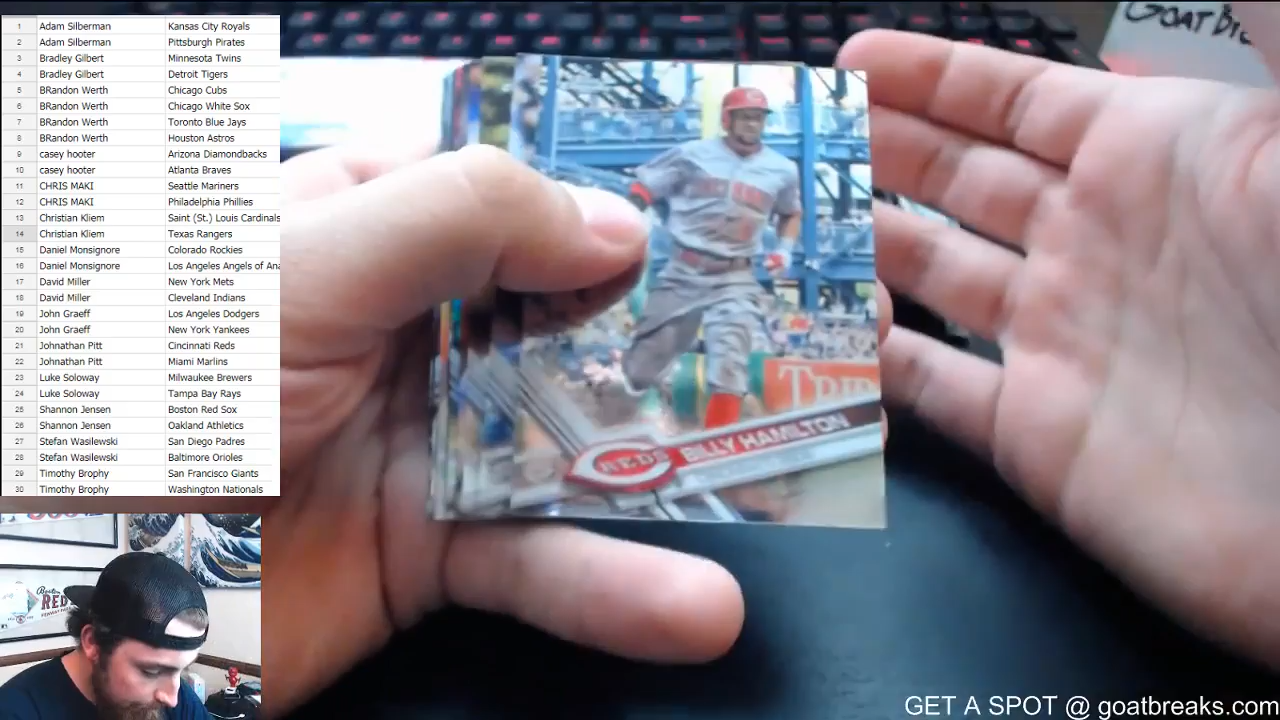 1 Adam Silberman Kansas City Royals
2 Adam Silberman Pittsburgh Pirates
3 Bradley Gilbert Minnesota Twins
4 Bradley Gilbert Detroit Tigers
5 BRandon Werth Chicago Cubs
6 BRandon Werth Chicago White Sox
7 BRandon Werth Toronto Blue Jays
8 BRandon Werth Houston Astros
9 casey hooter Arizona Diamondbacks
10 casey hooter Atlanta Braves
11 CHRIS MAKI Seattle Mariners
12 CHRIS MAKI Philadelphia Phillies
13 Christian Kliem Saint (St.) Louis Cardinals
14 Christian Kliem Texas Rangers
15 Daniel Monsignore Colorado Rockies
16 Daniel Monsignore Los Angeles Angels of Ana
17 David Miller New York Mets
18 David Miller Cleveland Indians
19 John Graeff Los Angeles Dodgers
20 John Graeff New York Yankees
21 Johnathan Pitt Cincinnati Reds
22 Johnathan Pitt Miami Marlins
23 Luke Soloway Milwaukee Brewers
24 Luke Soloway Tampa Bay Rays
25 Shannon Jensen Boston Red Sox
26 Shannon Jensen Oakland Athletics
27 Stefan Wasilewski San Diego Padres
28 Stefan Wasilewski Baltimore Orioles
29 Timothy Brophy San Francisco Giants
30 Timothy Brophy Washington Nationals
GOAT
REDS BILLY HAMILTON
GET A SPOT @ goatbreaks.com